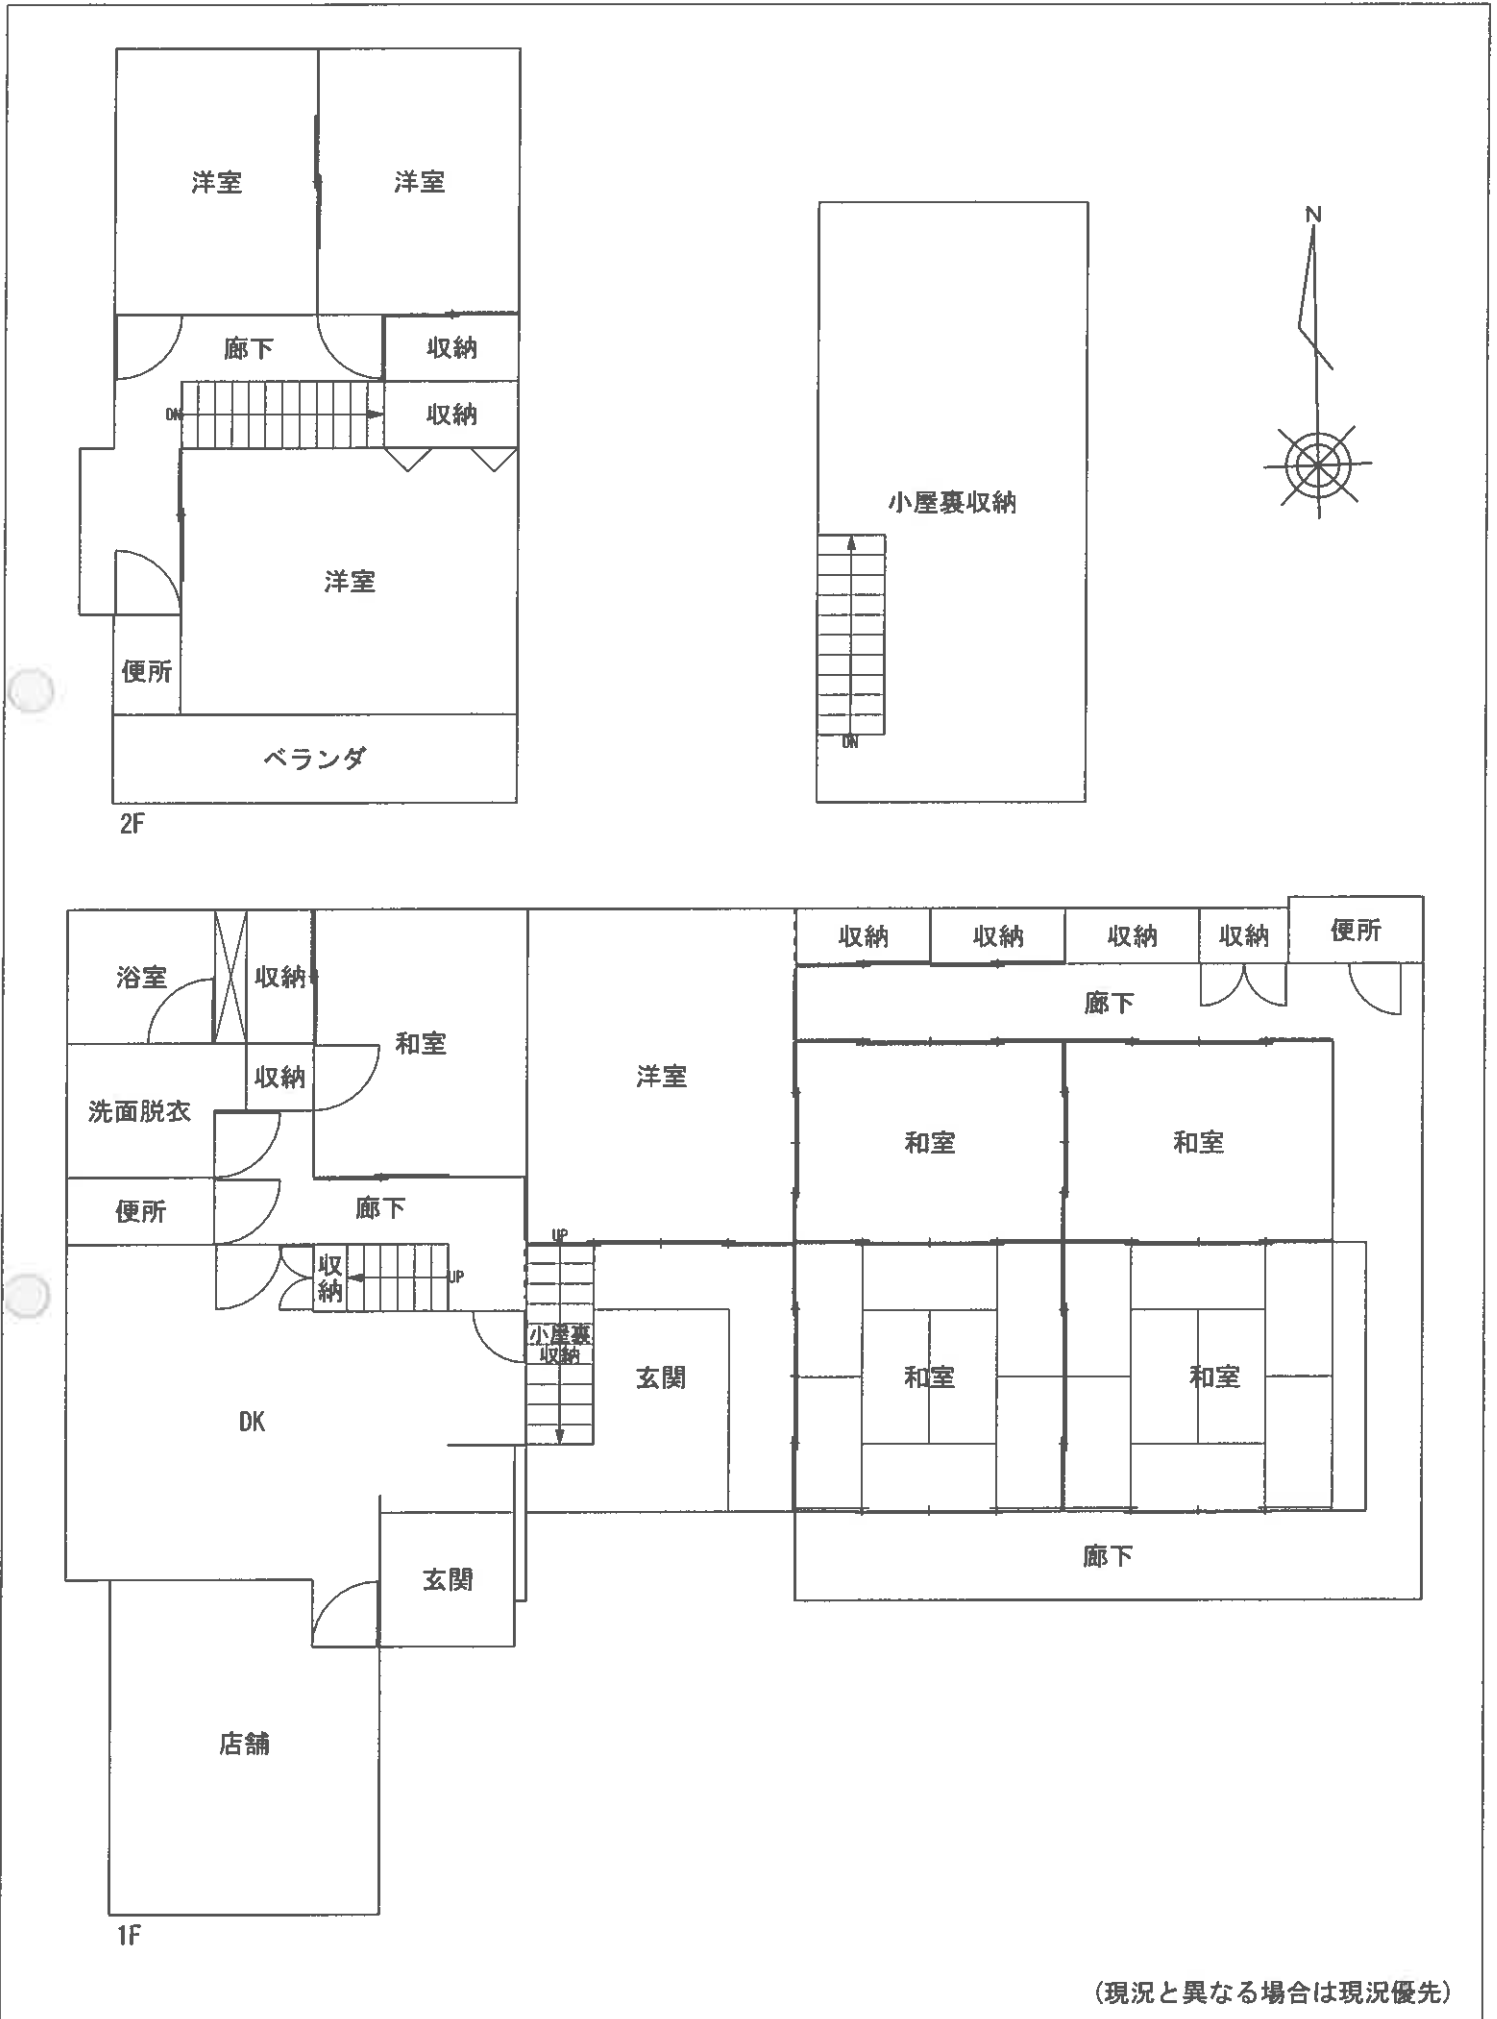 洋室
洋室
N
廊下
収納
DN
収納
小屋裏収納
洋室
便所
DN
ベランダ
2F
収納
収納
収納
収納
便所
浴室
収納
廊下
和室
収納
洋室
洗面脱衣
和室
和室
便所
廊下
UP
収納
UP
小屋裏
収納
玄関
和室
和室
DK
廊下
玄関
店舗
1F
(現況と異なる場合は現況優先)